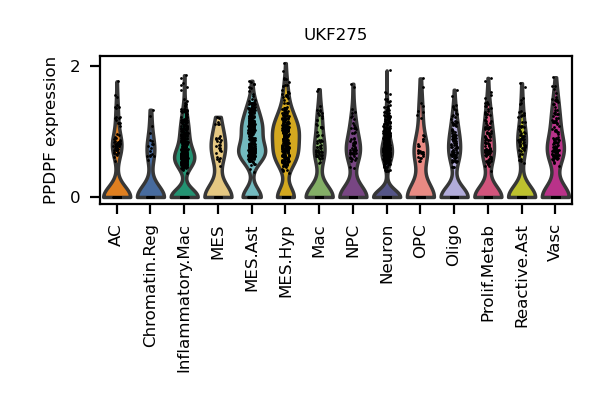 UKF275
PPDPF expression
2
0
AC
Chromatin.Reg
Inflammatory.Mac
MES
MES.Ast
MES.Hyp
Mac
NPC
Neuron
OPC
Oligo
Prolif.Metab
Reactive.Ast
Vasc